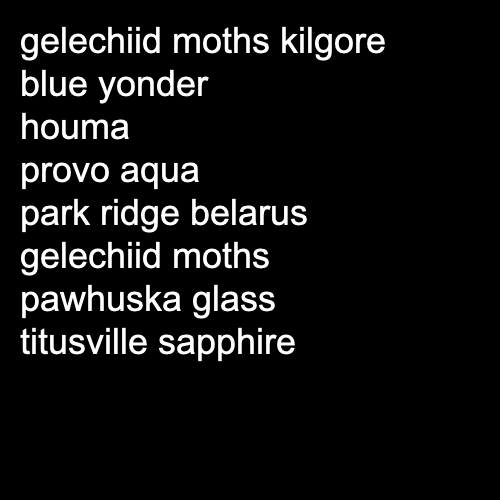 gelechiid moths kilgore
blue yonder
houma
provo aqua
park ridge belarus
gelechiid moths
pawhuska glass
titusville sapphire